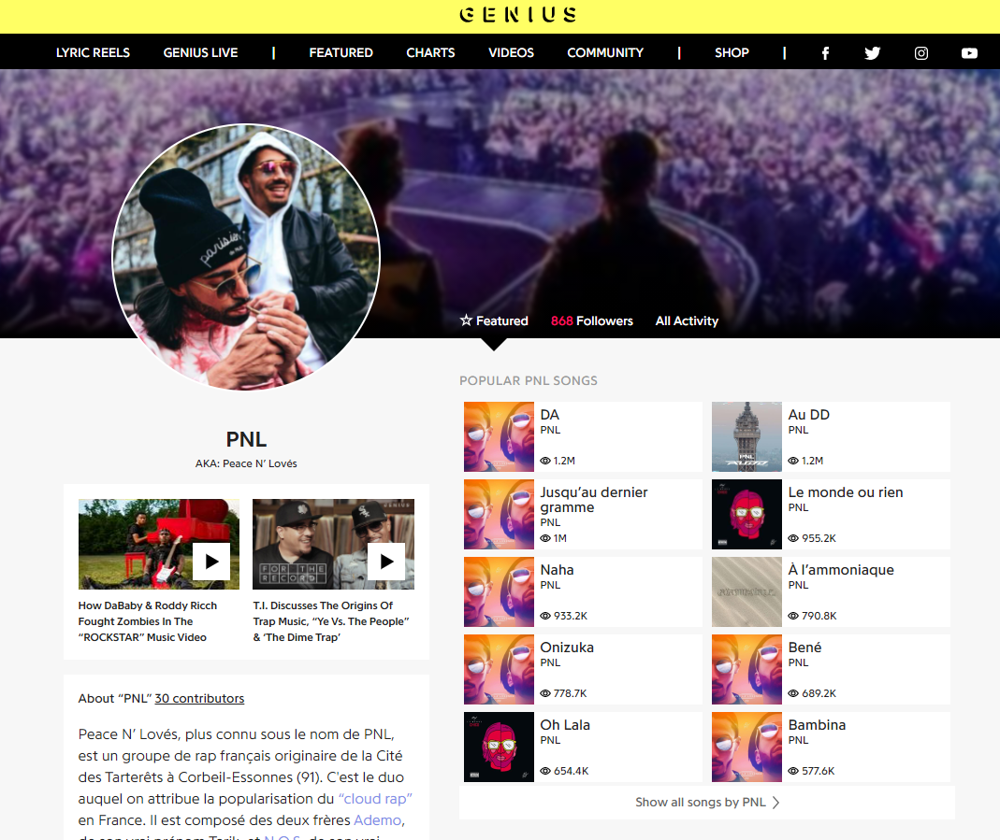 GENIUS
LYRIC REELS GENIUS LIVE | FEATURED CHARTS VIDEOS COMMUNITY | SHOP |
parisien
☆ Featured 868 Followers All Activity
PNL
AKA: Peace N’ Lovés
GENIUS
FOR THE
RECORD
How DaBaby & Roddy Ricch
Fought Zombies In The
“ROCKSTAR” Music Video
T.I. Discusses The Origins Of
Trap Music, “Ye Vs. The People”
& ‘The Dime Trap’
About “PNL” 30 contributors
Peace N’ Lovés, plus connu sous le nom de PNL,
est un groupe de rap français originaire de la Cité
des Tarterêts à Corbeil-Essonnes (91). C'est le duo
auquel on attribue la popularisation du “cloud rap”
en France. Il est composé des deux frères Ademo,
de son vrai prénom Tarik, et N.O.S, de son vrai
POPULAR PNL SONGS
DA
PNL
1.2M
PNL
Au DD
PNL
1.2M
Jusqu’au dernier
gramme
PNL
1M
Le monde ou rien
PNL
955.2K
Naha
PNL
933.2K
À l’ammoniaque
PNL
790.8K
Onizuka
PNL
778.7K
Bené
PNL
689.2K
Oh Lala
PNL
654.4K
Bambina
PNL
577.6K
Show all songs by PNL >